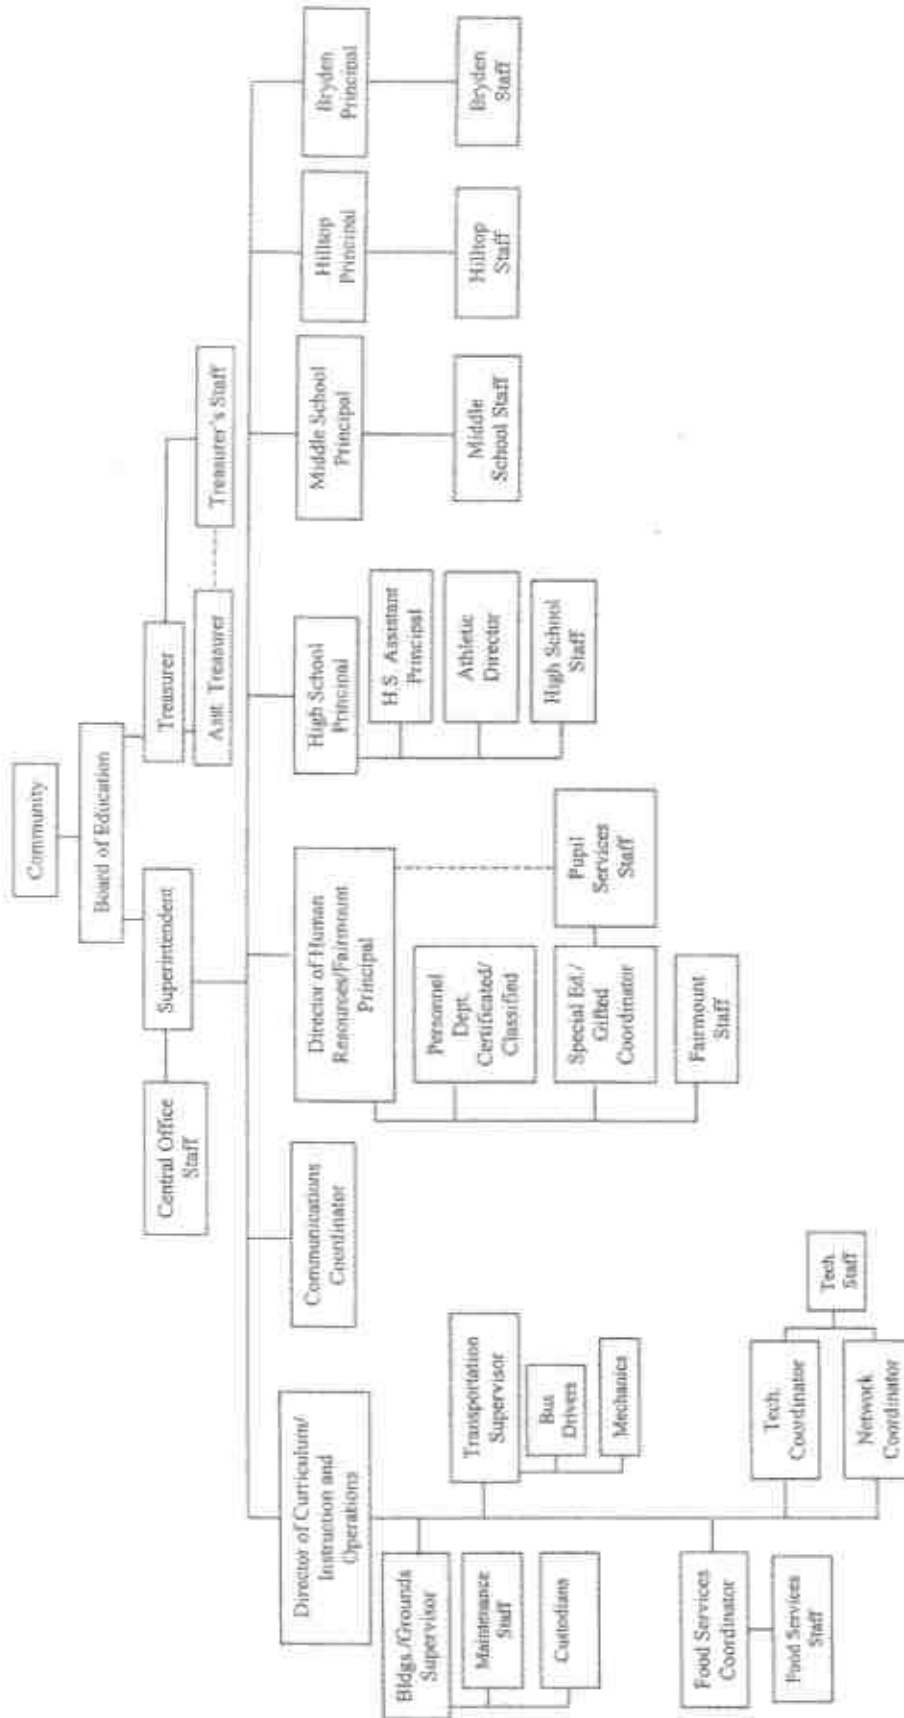 Community
Board of Education
Superintendent
Treasurer
Central Office
Staff
Asst. Treasurer
Treasurer's Staff
Director of Curriculum/
Instruction and
Operations
Communications
Coordinator
Director of Human
Resources/Fairmount
Principal
High School
Principal
Middle School
Principal
Hilltop
Principal
Bryden
Principal
Bldgs./Grounds
Supervisor
Maintenance
Staff
Custodians
Transportation
Supervisor
Bus
Drivers
Mechanics
Food Services
Coordinator
Food Services
Staff
Tech.
Coordinator
Network
Coordinator
Tech.
Staff
Personnel
Dept.
Certificated/
Classified
Special Ed./
Gifted
Coordinator
Pupil
Services
Staff
Fairmount
Staff
H.S. Assistant
Principal
Athletic
Director
High School
Staff
Middle
School Staff
Hilltop
Staff
Bryden
Staff